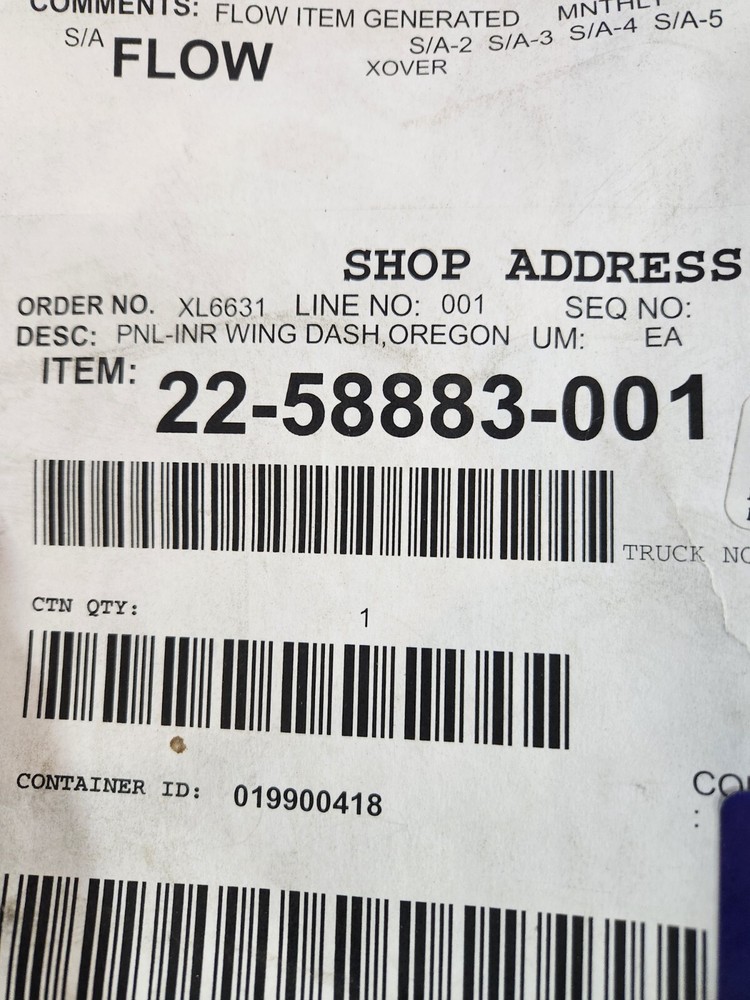 COMMENTS: FLOW ITEM GENERATED
S/A FLOW S/A-2 S/A-3 S/A-4 S/A-5
XOVER
SHOP ADDRESS
ORDER NO. XL6631 LINE NO: 001 SEQ NO:
DESC: PNL-INR WING DASH,OREGON UM: EA
ITEM: 22-58883-001
TRUCK NO
CTN QTY: 1
CONTAINER ID: 019900418